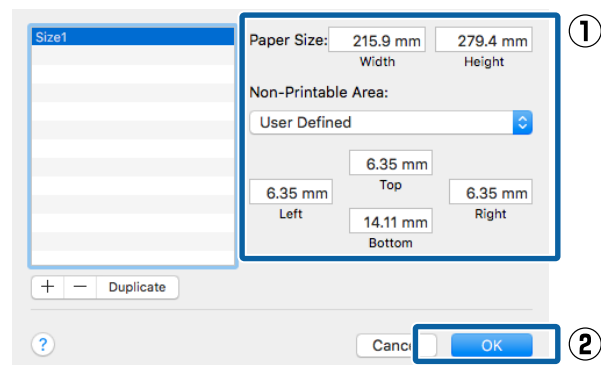 Size1
Paper Size: 215.9 mm 279.4 mm
Width Height
Non-Printable Area:
User Defined
6.35 mm
Top
6.35 mm 6.35 mm
Left Right
14.11 mm
Bottom
+ − Duplicate
? Canc OK
①
②